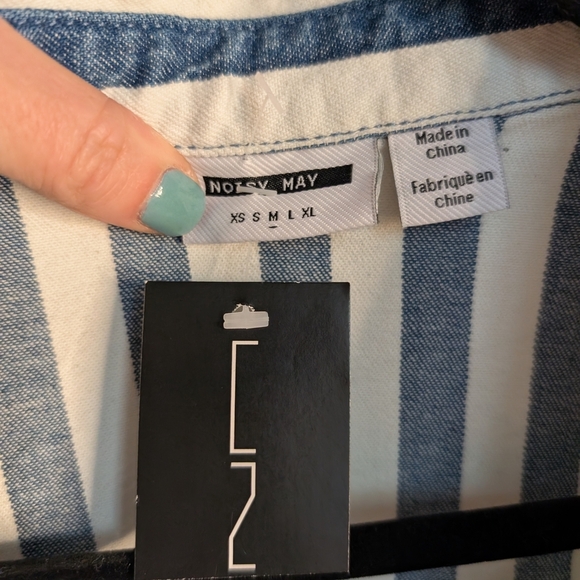 NOISY MAY
XS S M L XL
Made in
China
Fabriqué en
Chine